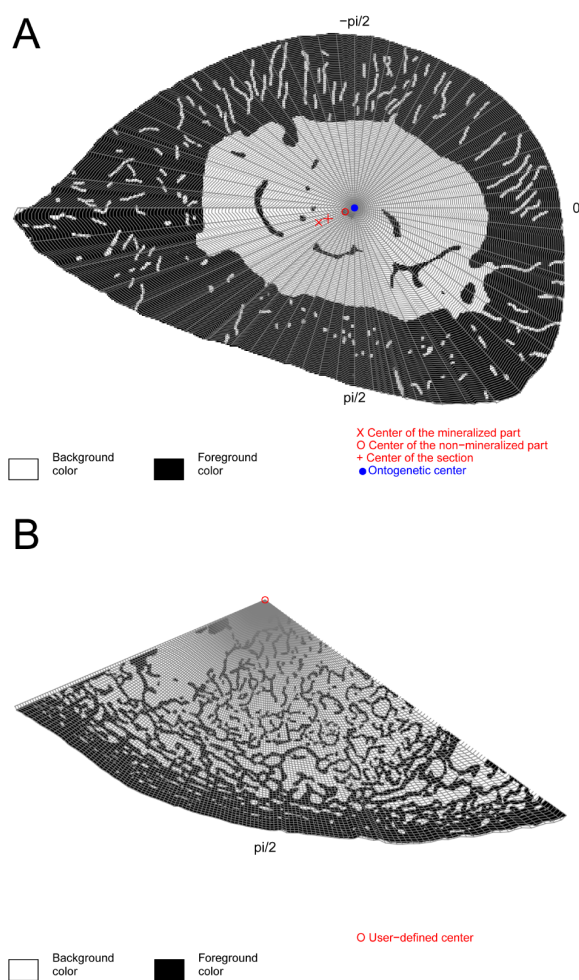 A
−pi/2
0
pi/2
X Center of the mineralized part
O Center of the non−mineralized part
+ Center of the section
● Ontogenetic center
Background
color
Foreground
color
B
pi/2
O User−defined center
Background
color
Foreground
color